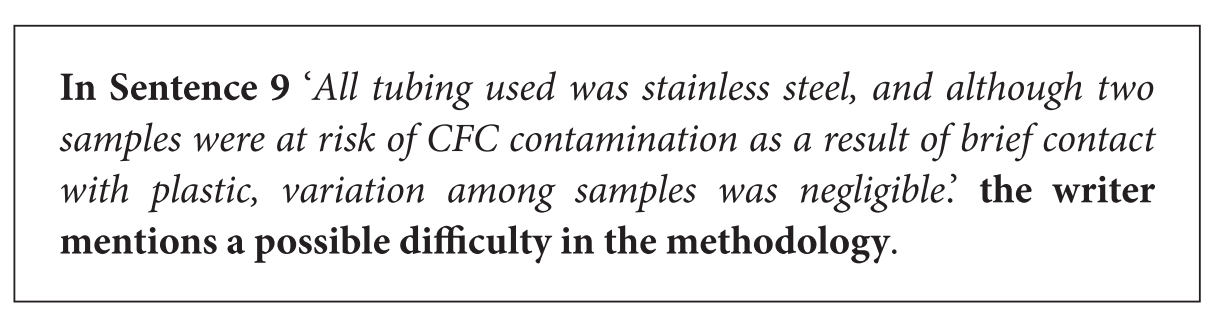 In Sentence 9 ‘All tubing used was stainless steel, and although two
samples were at risk of CFC contamination as a result of brief contact
with plastic, variation among samples was negligible.’ the writer
mentions a possible difficulty in the methodology.